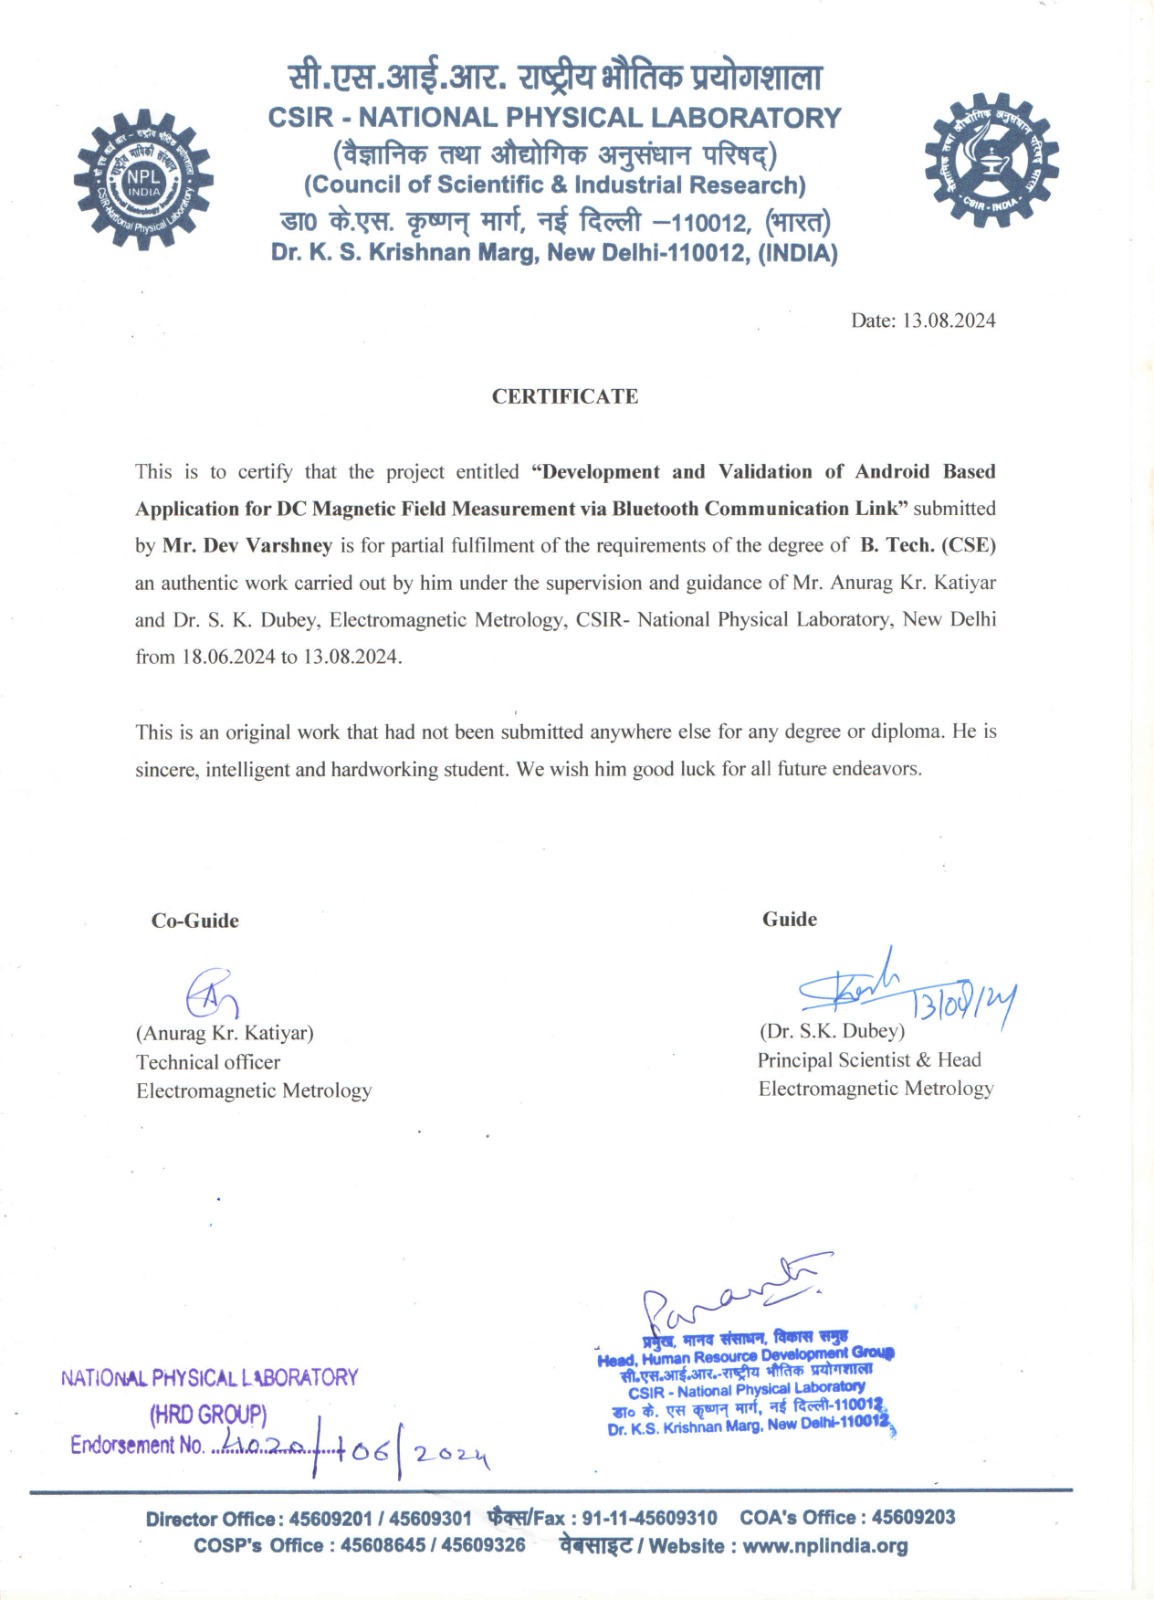 सी.एस.आई.आर. राष्ट्रीय भौतिक प्रयोगशाला
CSIR - NATIONAL PHYSICAL LABORATORY
(वैज्ञानिक तथा औद्योगिक अनुसंधान परिषद्)
(Council of Scientific & Industrial Research)
डा0 के.एस. कृष्णन् मार्ग, नई दिल्ली –110012, (भारत)
Dr. K. S. Krishnan Marg, New Delhi-110012, (INDIA)
NPL
INDIA
CSIR-National Physical Laboratory
CSIR - INDIA
Date: 13.08.2024
CERTIFICATE
This is to certify that the project entitled “Development and Validation of Android Based
Application for DC Magnetic Field Measurement via Bluetooth Communication Link” submitted
by Mr. Dev Varshney is for partial fulfilment of the requirements of the degree of B. Tech. (CSE)
an authentic work carried out by him under the supervision and guidance of Mr. Anurag Kr. Katiyar
and Dr. S. K. Dubey, Electromagnetic Metrology, CSIR- National Physical Laboratory, New Delhi
from 18.06.2024 to 13.08.2024.
This is an original work that had not been submitted anywhere else for any degree or diploma. He is
sincere, intelligent and hardworking student. We wish him good luck for all future endeavors.
Co-Guide
(Anurag Kr. Katiyar)
Technical officer
Electromagnetic Metrology
Guide
13/08/24
(Dr. S.K. Dubey)
Principal Scientist & Head
Electromagnetic Metrology
प्रमुख, मानव संसाधन, विकास समुह
Head, Human Resource Development Group
सी.एस.आई.आर.-राष्ट्रीय भौतिक प्रयोगशाला
CSIR - National Physical Laboratory
डा० के. एस कृष्णन् मार्ग, नई दिल्ली-110012
Dr. K.S. Krishnan Marg, New Delhi-110012
NATIONAL PHYSICAL LABORATORY
(HRD GROUP)
Endorsement No. 4020/06/2024
Director Office : 45609201 / 45609301 फैक्स/Fax : 91-11-45609310 COA's Office : 45609203
COSP's Office : 45608645 / 45609326 वेबसाइट / Website : www.nplindia.org